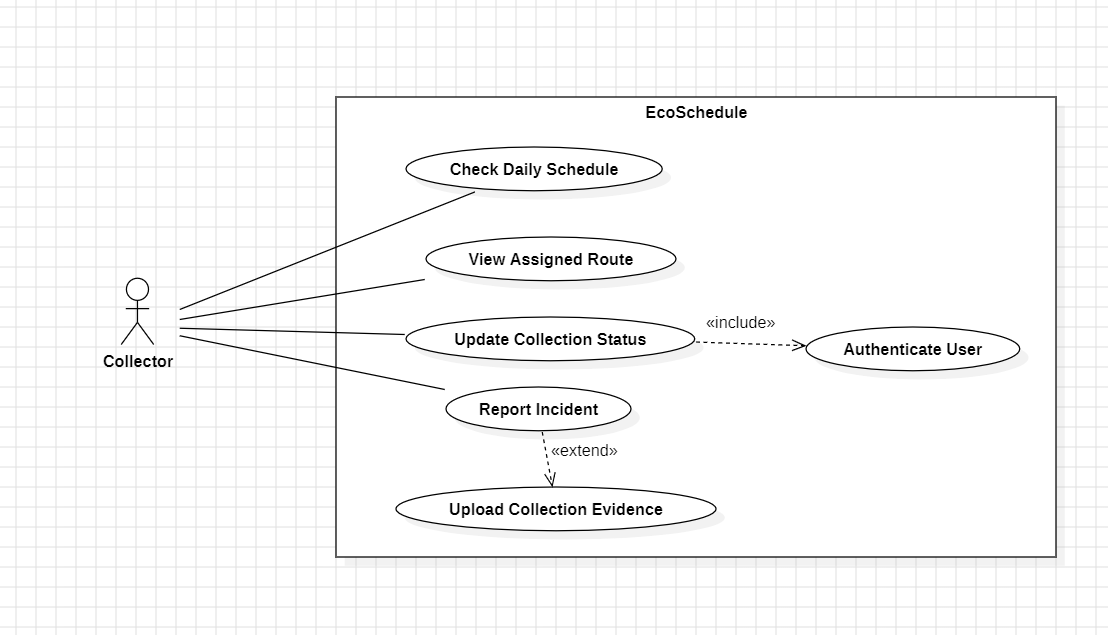 EcoSchedule
Check Daily Schedule
View Assigned Route
«include»
Update Collection Status
Authenticate User
Collector
Report Incident
«extend»
Upload Collection Evidence